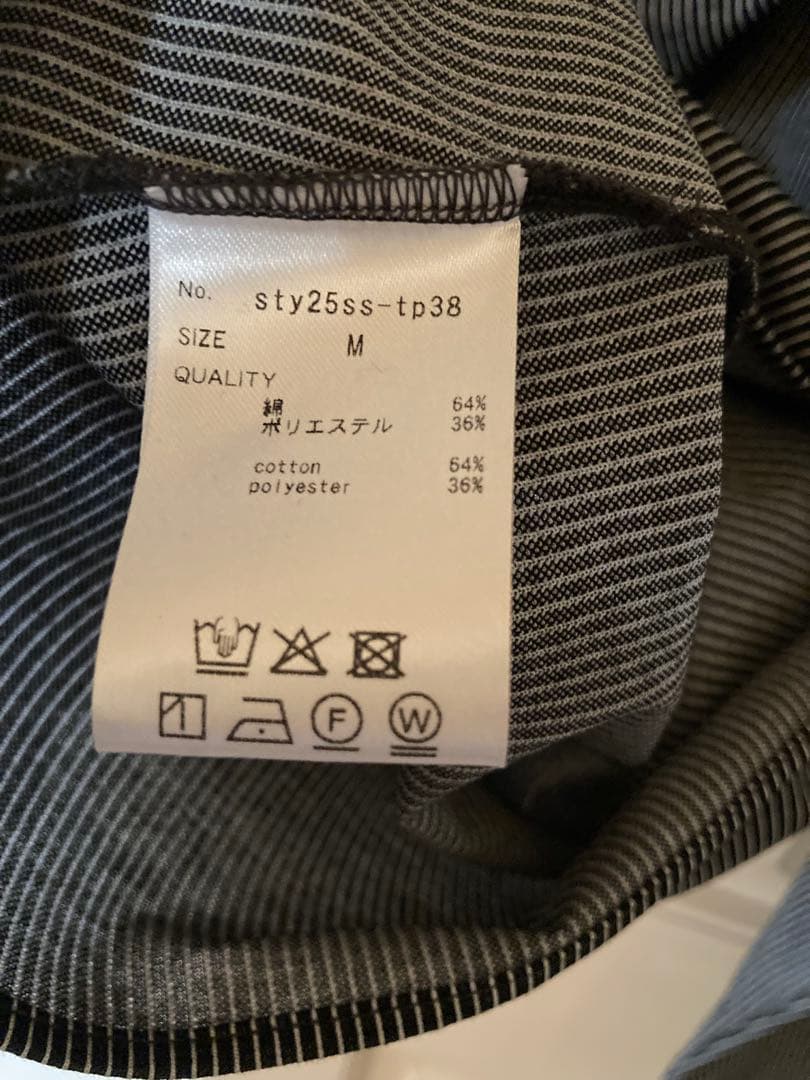 No. sty25ss-tp38
SIZE M
QUALITY
綿 64%
ポリエステル 36%
cotton 64%
polyester 36%
F W